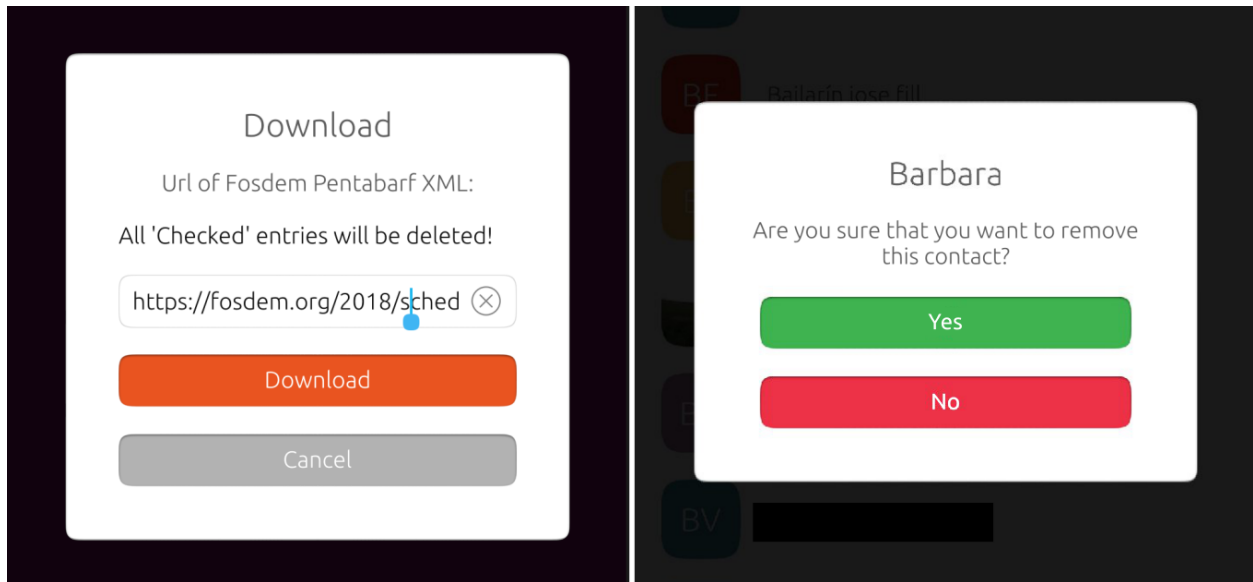 Download
Url of Fosdem Pentabarf XML:
All 'Checked' entries will be deleted!
https://fosdem.org/2018/sched
Download
Cancel
BF
Bailarín jose fill
Barbara
Are you sure that you want to remove
this contact?
Yes
No
BV